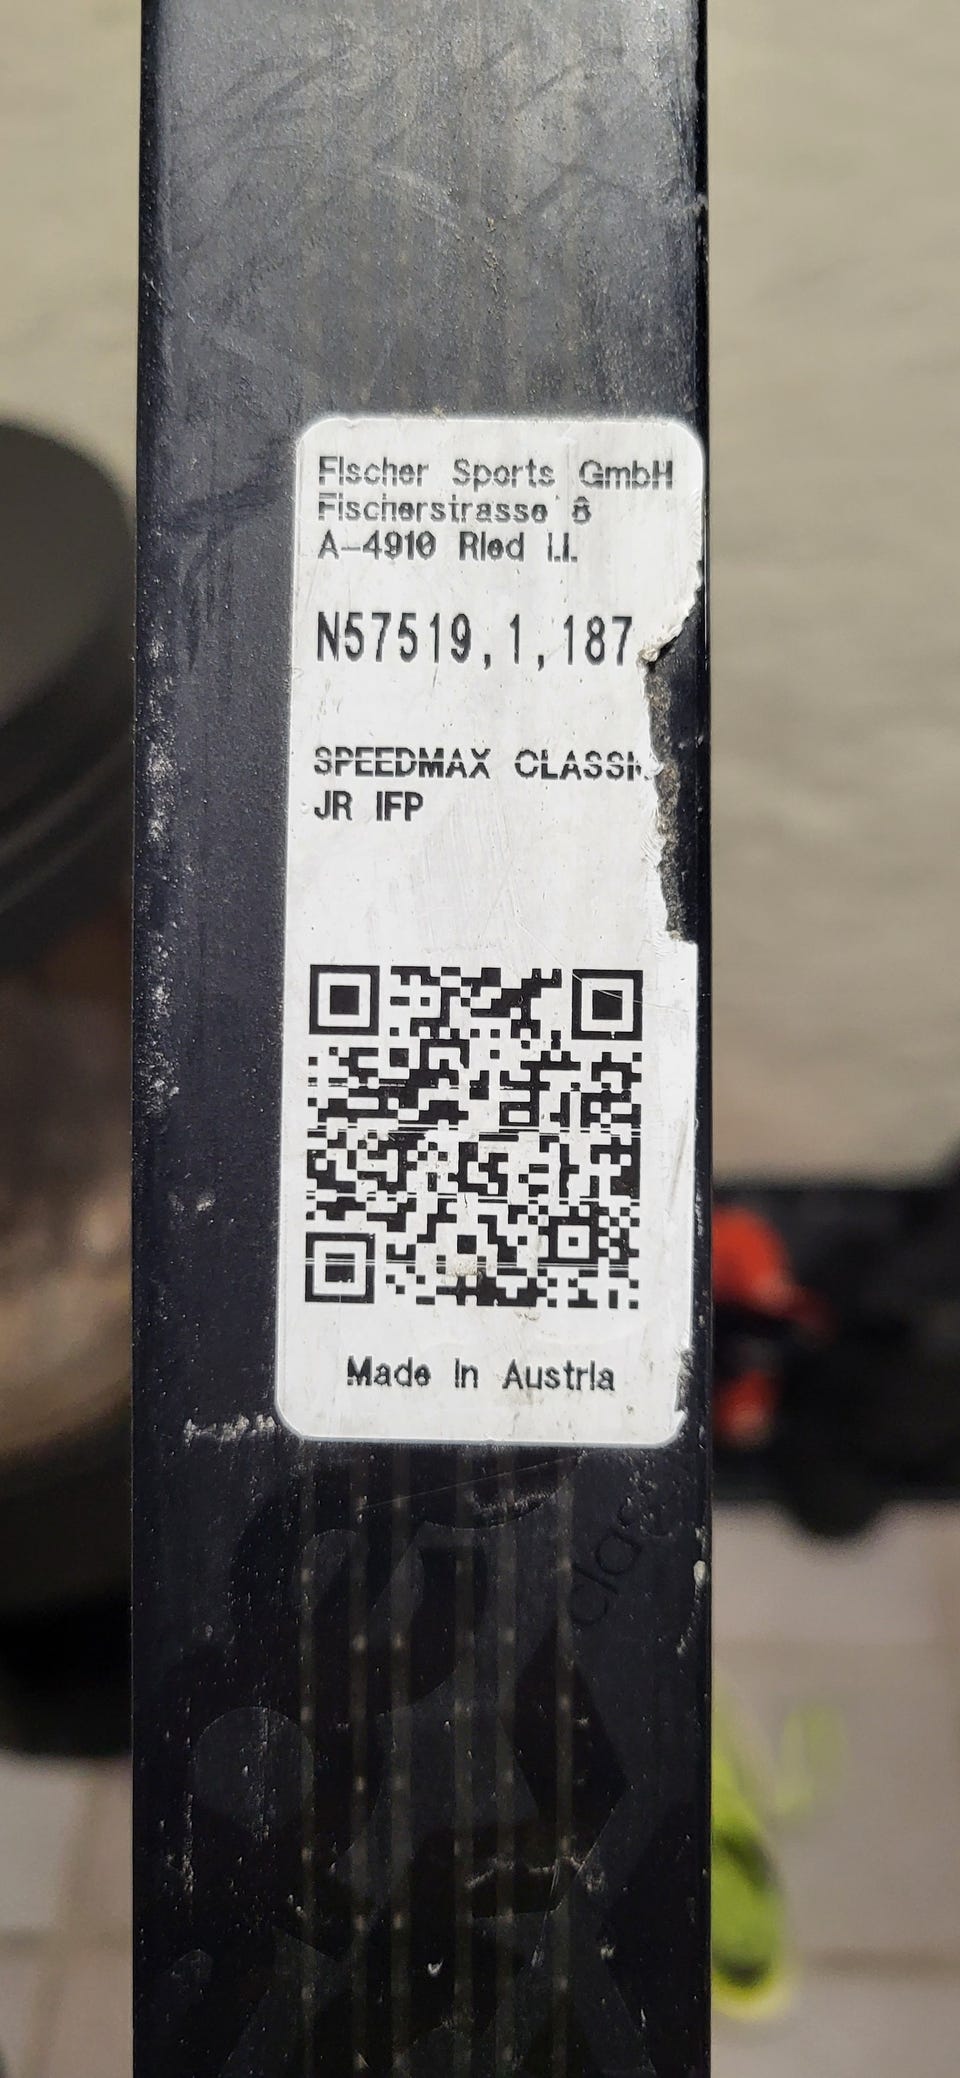 Fischer Sports GmbH
Fischerstrasse 8
A-4910 Ried i.I.
N57519,1,187
SPEEDMAX CLASSI
JR IFP
Made in Austria